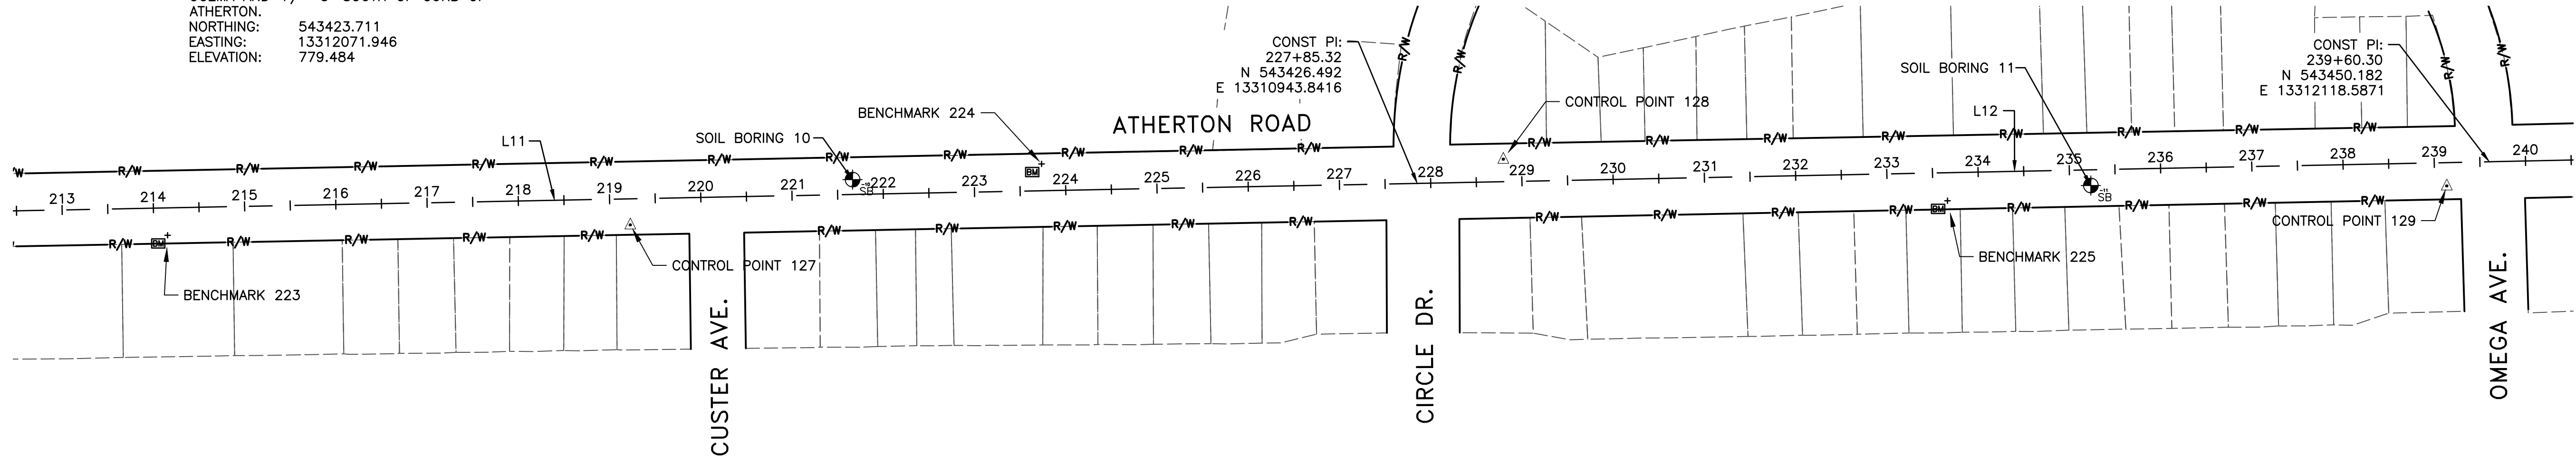 ATHERTON.
NORTHING: 543423.711
EASTING: 13312071.946
ELEVATION: 779.484
CONST PI:
227+85.32
N 543426.492
E 13310943.8416
CONST PI:
239+60.30
N 543450.182
E 13312118.5871
SOIL BORING 11
BENCHMARK 224
CONTROL POINT 128
L12
ATHERTON ROAD
L11
SOIL BORING 10
R/W R/W R/W R/W R/W R/W R/W R/W R/W R/W R/W R/W R/W R/W R/W R/W R/W R/W R/W
R/W
R/W
R/W
R/W
BM
213 214 215 216 217 218 219 220 221 222 223 224 225 226 227 228 229 230 231 232 233 234 235 236 237 238 239 240
SB
SB
BM
BM
R/W R/W R/W R/W R/W R/W R/W R/W R/W R/W R/W R/W R/W R/W R/W R/W R/W R/W
CONTROL POINT 129
CONTROL POINT 127
BENCHMARK 225
BENCHMARK 223
CUSTER AVE.
CIRCLE DR.
OMEGA AVE.